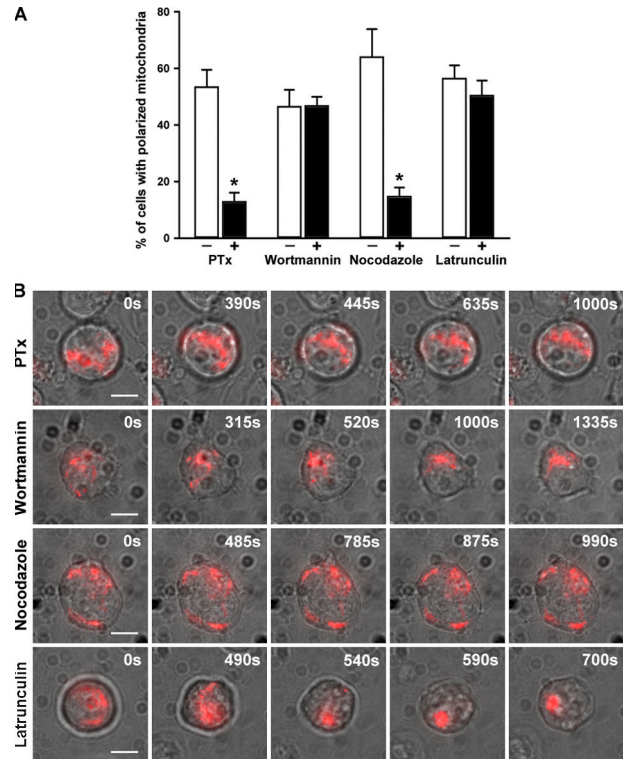 A
% of cells with polarized mitochondria
80
60
40
20
0
* *
– + – + – + – +
PTx Wortmannin Nocodazole Latrunculin
B
PTx
0s 390s 445s 635s 1000s
Wortmannin
0s 315s 520s 1000s 1335s
Nocodazole
0s 485s 785s 875s 990s
Latrunculin
0s 490s 540s 590s 700s